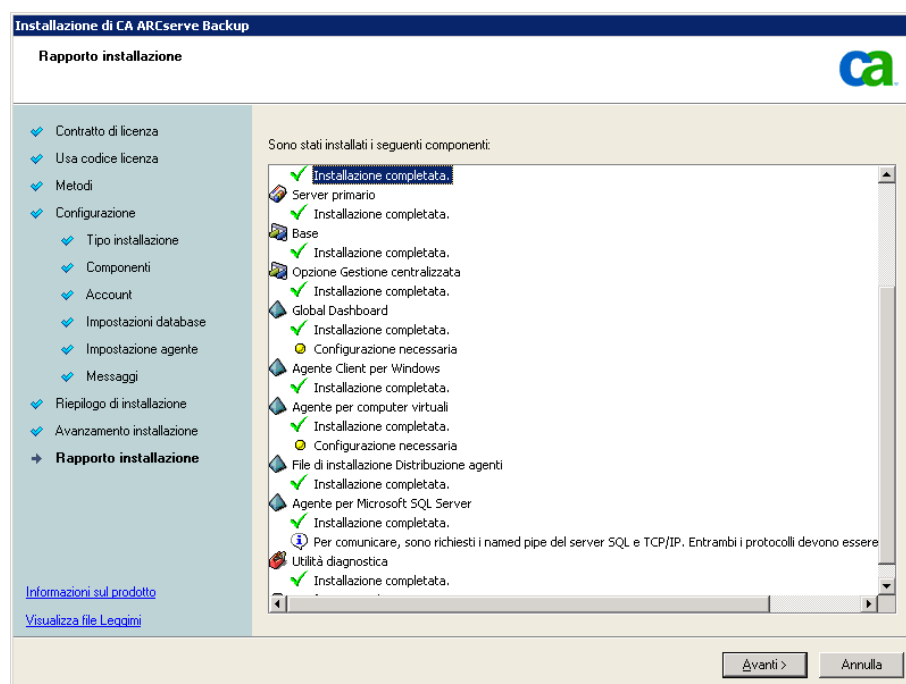 Installazione di CA ARCserve Backup
Rapporto installazione
ca
Contratto di licenza
Usa codice licenza
Metodi
Configurazione
Tipo installazione
Componenti
Account
Impostazioni database
Impostazione agente
Messaggi
Riepilogo di installazione
Avanzamento installazione
Rapporto installazione
Informazioni sul prodotto
Visualizza file Leggimi
Sono stati installati i seguenti componenti:
Installazione completata.
Server primario
Installazione completata.
Base
Installazione completata.
Opzione Gestione centralizzata
Installazione completata.
Global Dashboard
Installazione completata.
Configurazione necessaria
Agente Client per Windows
Installazione completata.
Agente per computer virtuali
Installazione completata.
Configurazione necessaria
File di installazione Distribuzione agenti
Installazione completata.
Agente per Microsoft SQL Server
Installazione completata.
Per comunicare, sono richiesti i named pipe del server SQL e TCP/IP. Entrambi i protocolli devono essere
Utilità diagnostica
Installazione completata.
Avanti >
Annulla